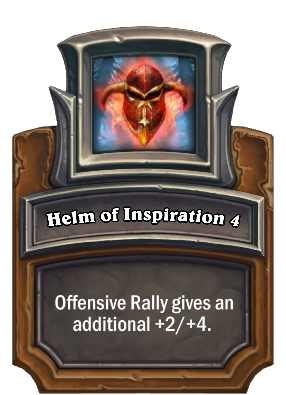 Helm of Inspiration 4
Offensive Rally gives an
additional +2/+4.